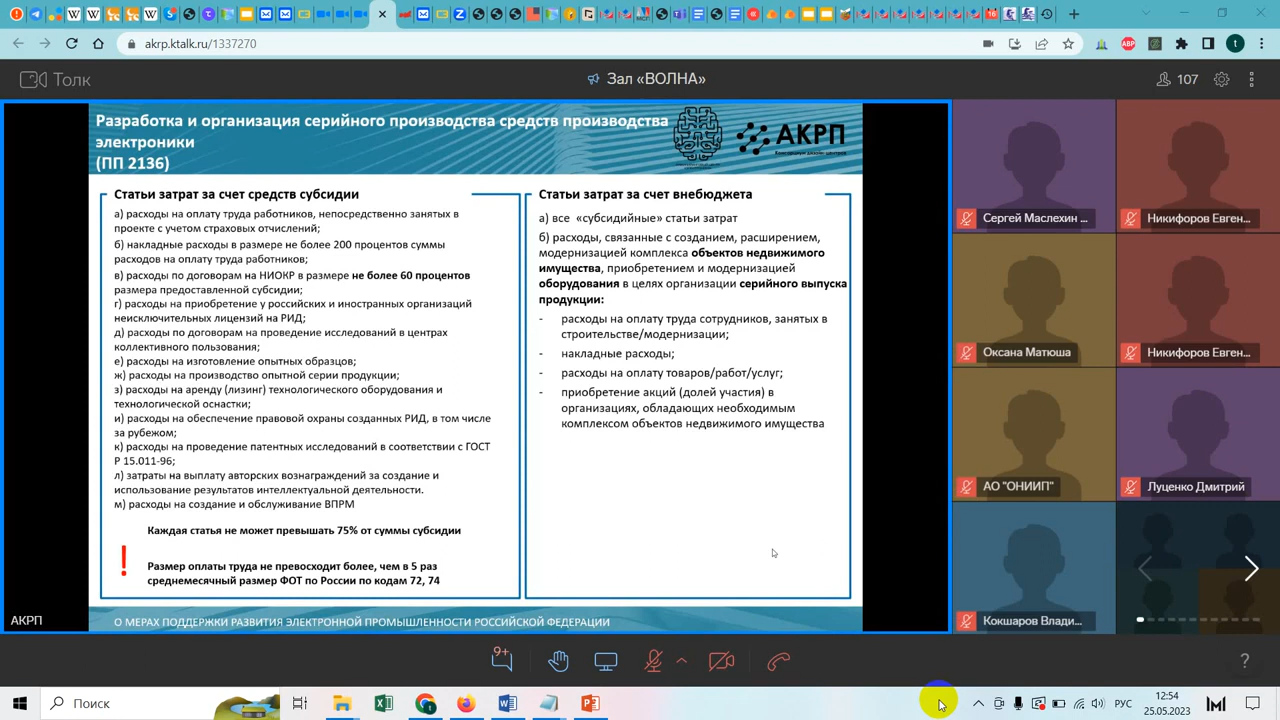 akrp.ktalk.ru/1337270
ABP
t
Толк
Зал «ВОЛНА»
107
Разработка и организация серийного производства средств производства
электроники
(ПП 2136)
АКРП
Консорциум дизайн-центров
Статьи затрат за счет средств субсидии
а) расходы на оплату труда работников, непосредственно занятых в
проекте с учетом страховых отчислений;
б) накладные расходы в размере не более 200 процентов суммы
расходов на оплату труда работников;
в) расходы по договорам на НИОКР в размере не более 60 процентов
размера предоставленной субсидии;
г) расходы на приобретение у российских и иностранных организаций
неисключительных лицензий на РИД;
д) расходы по договорам на проведение исследований в центрах
коллективного пользования;
е) расходы на изготовление опытных образцов;
ж) расходы на производство опытной серии продукции;
з) расходы на аренду (лизинг) технологического оборудования и
технологической оснастки;
и) расходы на обеспечение правовой охраны созданных РИД, в том числе
за рубежом;
к) расходы на проведение патентных исследований в соответствии с ГОСТ
Р 15.011-96;
л) затраты на выплату авторских вознаграждений за создание и
использование результатов интеллектуальной деятельности.
м) расходы на создание и обслуживание ВПРМ
Каждая статья не может превышать 75% от суммы субсидии
Размер оплаты труда не превосходит более, чем в 5 раз
среднемесячный размер ФОТ по России по кодам 72, 74
Статьи затрат за счет внебюджета
а) все «субсидийные» статьи затрат
б) расходы, связанные с созданием, расширением,
модернизацией комплекса объектов недвижимого
имущества, приобретением и модернизацией
оборудования в целях организации серийного выпуска
продукции:
- расходы на оплату труда сотрудников, занятых в
строительстве/модернизации;
- накладные расходы;
- расходы на оплату товаров/работ/услуг;
- приобретение акций (долей участия) в
организациях, обладающих необходимым
комплексом объектов недвижимого имущества
О МЕРАХ ПОДДЕРЖКИ РАЗВИТИЯ ЭЛЕКТРОННОЙ ПРОМЫШЛЕННОСТИ РОССИЙСКОЙ ФЕДЕРАЦИИ
АКРП
Сергей Маслехин ...
Никифоров Евген...
Оксана Матюша
Никифоров Евген...
АО "ОНИИП"
Луценко Дмитрий
Кокшаров Влади...
9+
?
Поиск
РУС
12:54
25.05.2023